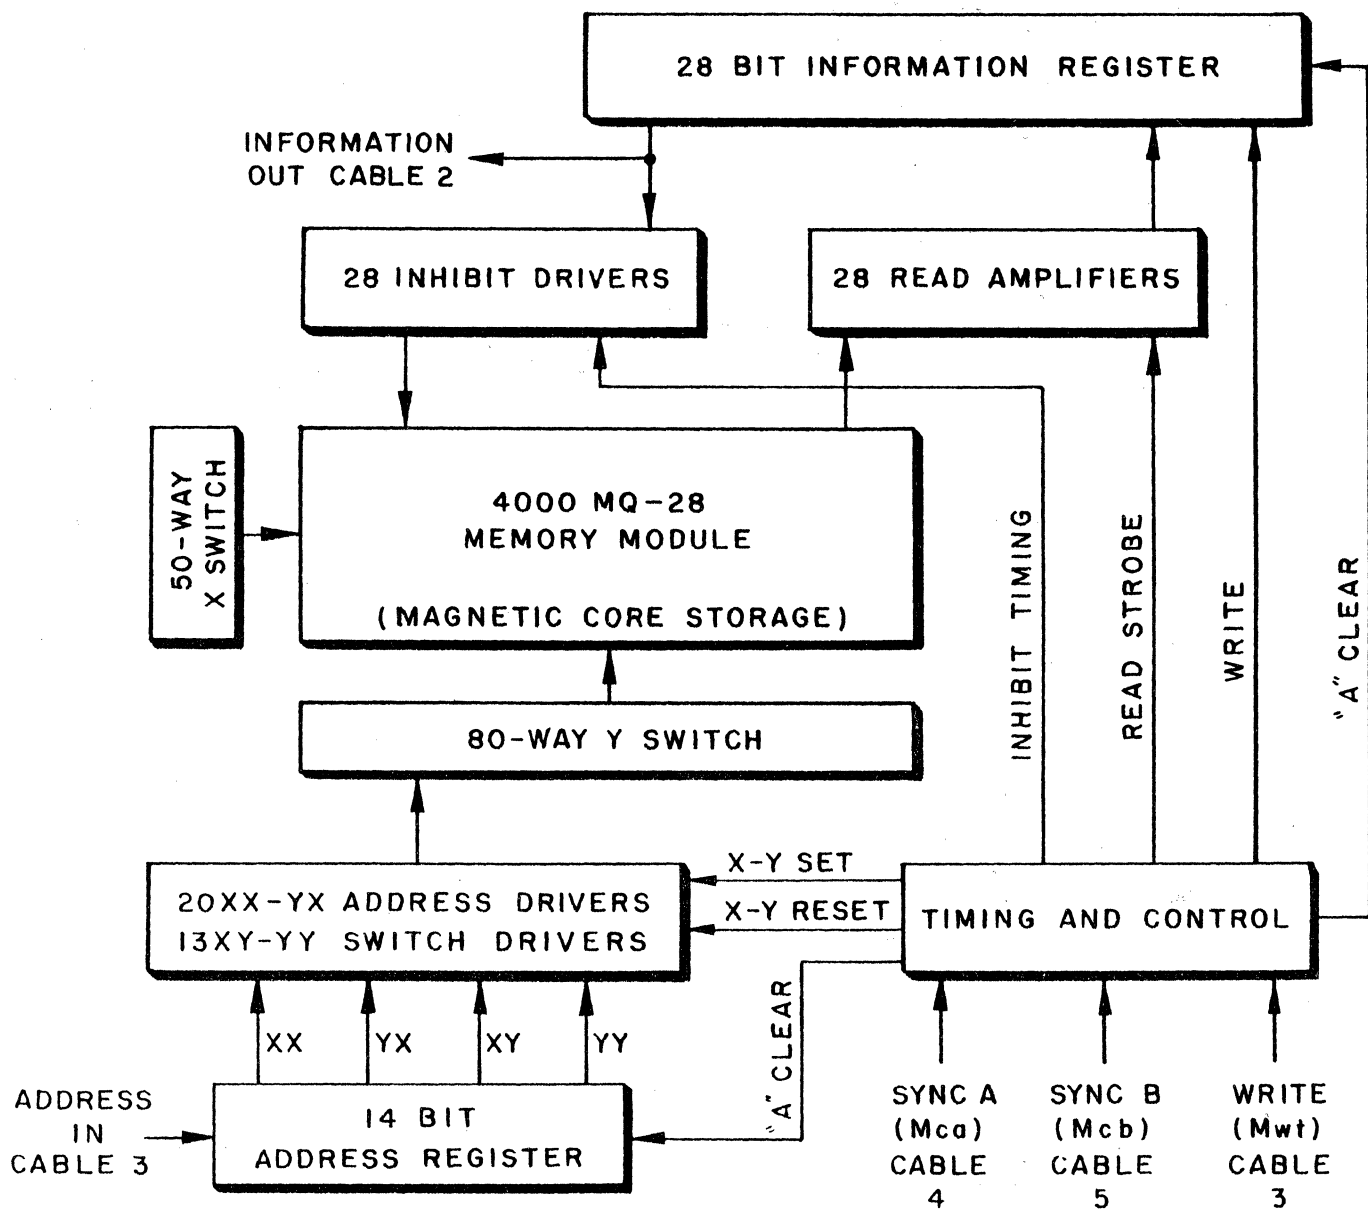 28 BIT INFORMATION REGISTER
INFORMATION
OUT CABLE 2
28 INHIBIT DRIVERS
28 READ AMPLIFIERS
50-WAY
X SWITCH
4000 MQ-28
MEMORY MODULE
(MAGNETIC CORE STORAGE)
INHIBIT TIMING
READ STROBE
WRITE
"A" CLEAR
80-WAY Y SWITCH
20XX-YX ADDRESS DRIVERS
13XY-YY SWITCH DRIVERS
X-Y SET
X-Y RESET
TIMING AND CONTROL
XX
YX
XY
YY
"A" CLEAR
ADDRESS
IN
CABLE 3
14 BIT
ADDRESS REGISTER
SYNC A
(Mca)
CABLE
4
SYNC B
(Mcb)
CABLE
5
WRITE
(Mwt)
CABLE
3